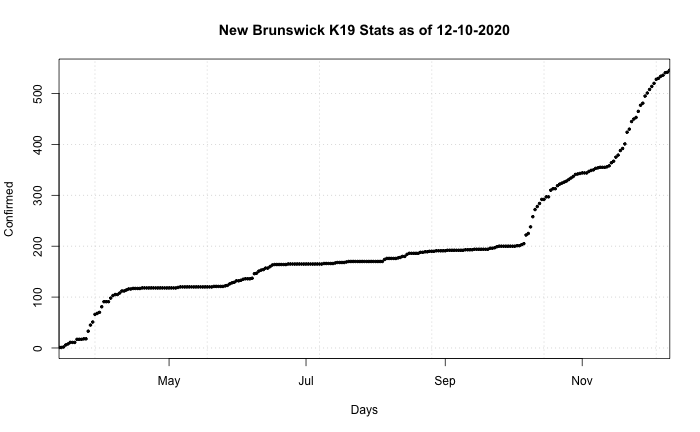 New Brunswick K19 Stats as of 12-10-2020
Confirmed
500
400
300
200
100
0
May
Jul
Sep
Nov
Days